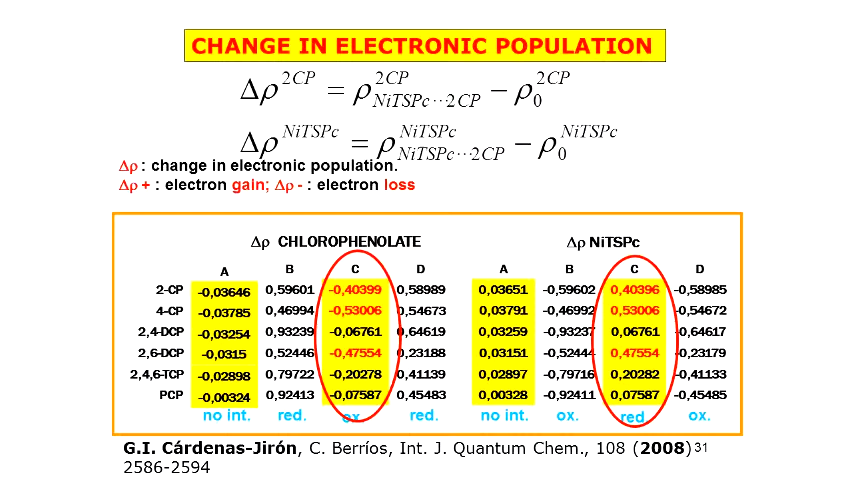 CHANGE IN ELECTRONIC POPULATION
Δρ^2CP = ρ^2CP_NiTSPc···2CP − ρ^2CP_0
Δρ^NiTSPc = ρ^NiTSPc_NiTSPc···2CP − ρ^NiTSPc_0
Δρ : change in electronic population.
Δρ + : electron gain; Δρ - : electron loss
Δρ CHLOROPHENOLATE Δρ NiTSPc
A B C D A B C D
2-CP -0,03646 0,59601 -0,40399 0,58989 0,03651 -0,59602 0,40396 -0,58985
4-CP -0,03785 0,46994 -0,53006 0,54673 0,03791 -0,46992 0,53006 -0,54672
2,4-DCP -0,03254 0,93239 -0,06761 0,64619 0,03259 -0,93237 0,06761 -0,64617
2,6-DCP -0,0315 0,52446 -0,47554 0,23188 0,03151 -0,52444 0,47554 -0,23179
2,4,6-TCP -0,02898 0,79722 -0,20278 0,41139 0,02897 -0,79716 0,20282 -0,41133
PCP -0,00324 0,92413 -0,07587 0,45483 0,00328 -0,92411 0,07587 -0,45485
no int. red. ox. red. no int. ox. red ox.
G.I. Cárdenas-Jirón, C. Berríos, Int. J. Quantum Chem., 108 (2008) 31
2586-2594